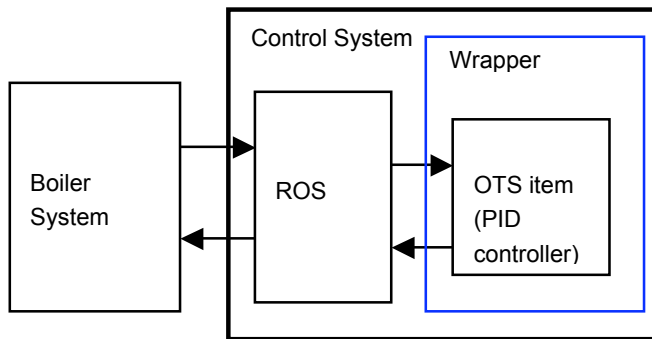 Control System
Wrapper
Boiler
System
ROS
OTS item
(PID
controller)